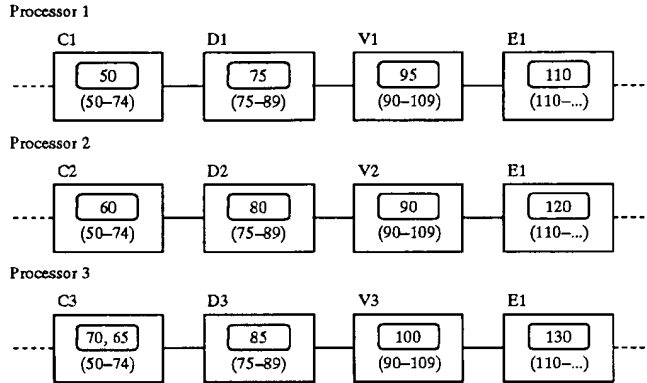 Processor 1
C1 D1 V1 E1
50 75 95 110
(50–74) (75–89) (90–109) (110–...)
Processor 2
C2 D2 V2 E1
60 80 90 120
(50–74) (75–89) (90–109) (110–...)
Processor 3
C3 D3 V3 E1
70, 65 85 100 130
(50–74) (75–89) (90–109) (110–...)